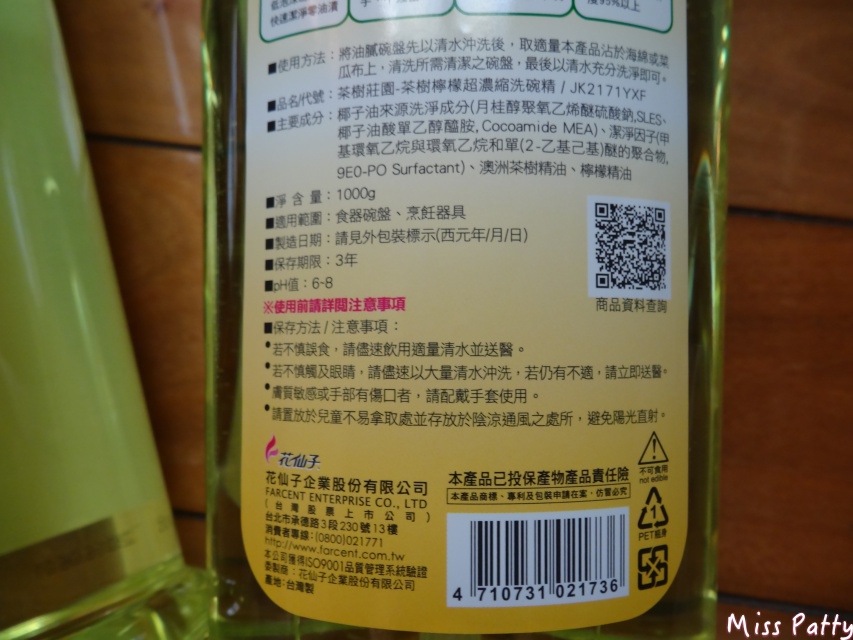 快速潔淨零油漬
■使用方法：將油膩碗盤先以清水沖洗後，取適量本產品沾於海綿或菜
瓜布上，清洗所需清潔之碗盤，最後以清水充分洗淨即可。
■品名/代號：茶樹莊園-茶樹檸檬超濃縮洗碗精 / JK2171YXF
■主要成分：椰子油來源洗淨成分(月桂醇聚氧乙烯醚硫酸鈉,SLES、
椰子油酸單乙醇醯胺, Cocoamide MEA)、潔淨因子(甲
基環氧乙烷與環氧乙烷和單(2-乙基己基)醚的聚合物,
9EO-PO Surfactant)、澳洲茶樹精油、檸檬精油
■淨 含 量：1000g
■適用範圍：食器碗盤、烹飪器具
■製造日期：請見外包裝標示(西元年/月/日)
■保存期限：3年
■pH值：6-8
商品資料查詢
※使用前請詳閱注意事項
■保存方法 / 注意事項：
•若不慎誤食，請儘速飲用適量清水並送醫。
•若不慎觸及眼睛，請儘速以大量清水沖洗，若仍有不適，請立即送醫。
•膚質敏感或手部有傷口者，請配戴手套使用。
•請置放於兒童不易拿取處並存放於陰涼通風之處所，避免陽光直射。
花仙子
花仙子企業股份有限公司
FARCENT ENTERPRISE CO., LTD
(台灣股票上市公司)
台北市承德路3段230號13樓
消費者專線：(0800)021771
http://www.farcent.com.tw
本公司獲得ISO9001品質管理系統驗證
委製商：花仙子企業股份有限公司
產地：台灣製
本產品已投保產物產品責任險
本產品商標、專利及包裝申請在案，仿冒必究
4 710731 021736
不可食用
not edible
1
PET瓶身
Miss Patty